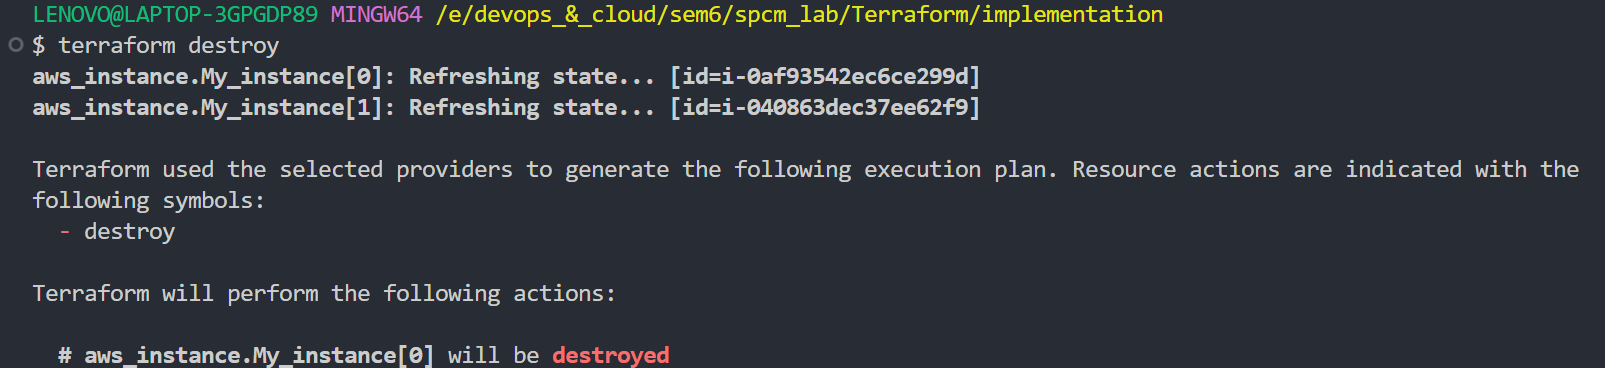 LENOVO@LAPTOP-3GPGDP89 MINGW64 /e/devops_&_cloud/sem6/spcm_lab/Terraform/implementation
$ terraform destroy
aws_instance.My_instance[0]: Refreshing state... [id=i-0af93542ec6ce299d]
aws_instance.My_instance[1]: Refreshing state... [id=i-040863dec37ee62f9]
Terraform used the selected providers to generate the following execution plan. Resource actions are indicated with the
following symbols:
- destroy
Terraform will perform the following actions:
# aws_instance.My_instance[0] will be destroyed